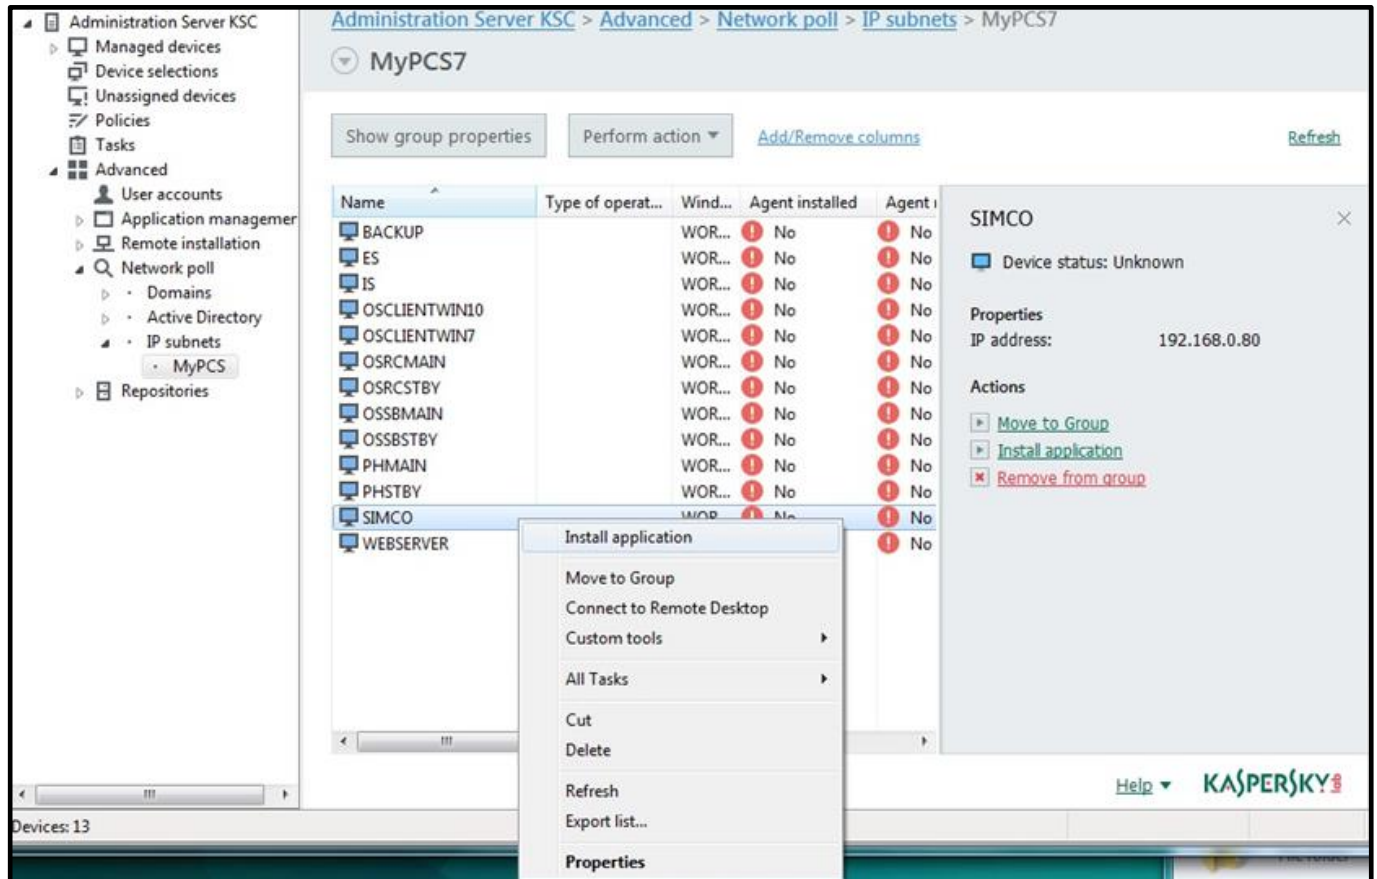 Administration Server KSC
Managed devices
Device selections
Unassigned devices
Policies
Tasks
Advanced
User accounts
Application managemer
Remote installation
Network poll
Domains
Active Directory
IP subnets
MyPCS
Repositories
Administration Server KSC > Advanced > Network poll > IP subnets > MyPCS7
MyPCS7
Show group properties Perform action Add/Remove columns Refresh
Name Type of operat... Wind... Agent installed Agent
BACKUP WOR... No No
ES WOR... No No
IS WOR... No No
OSCLIENTWIN10 WOR... No No
OSCLIENTWIN7 WOR... No No
OSRCMAIN WOR... No No
OSRCSTBY WOR... No No
OSSBMAIN WOR... No No
OSSBSTBY WOR... No No
PHMAIN WOR... No No
PHSTBY WOR... No No
SIMCO WOR... No No
WEBSERVER No
Install application
Move to Group
Connect to Remote Desktop
Custom tools
All Tasks
Cut
Delete
Refresh
Export list...
Properties
SIMCO
Device status: Unknown
Properties
IP address: 192.168.0.80
Actions
Move to Group
Install application
Remove from group
Help KASPERSKY lab
Devices: 13